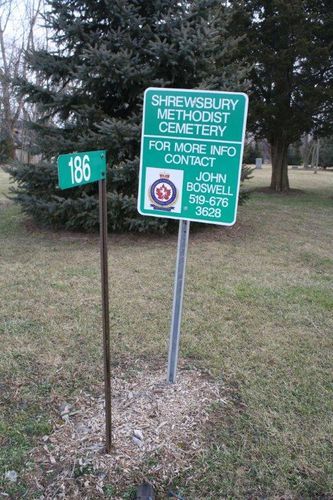 186
SHREWSBURY
METHODIST
CEMETERY
FOR MORE INFO
CONTACT
JOHN
BOSWELL
519-676
3628